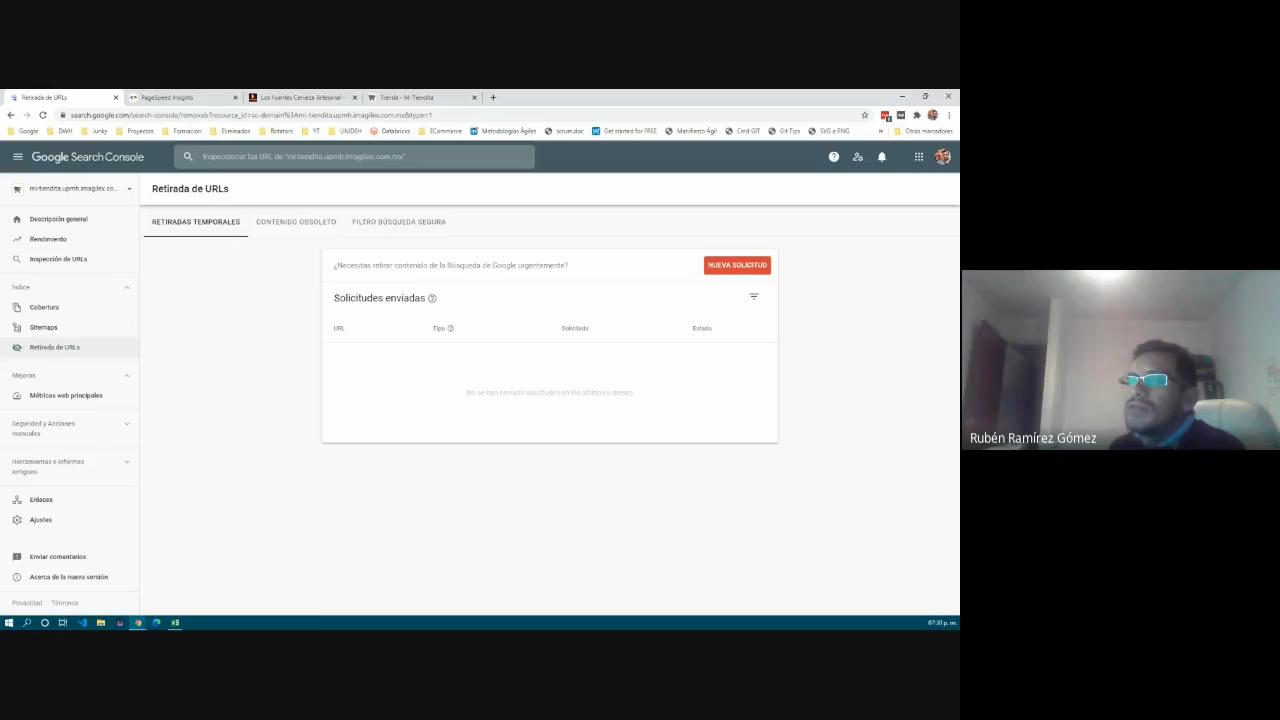 Retirada de URLs
PageSpeed Insights
Los Fuentes Cerveza Artesanal -
Tienda - Mi Tiendita
search.google.com/search-console/removals?resource_id=sc-domain%3Ami-tiendita.upmh.imagilex.com.mx&type=1
Google DWH Junky Proyectos Formacion Eliminados Rotators YT UNIDEH Databricks ECommerce Metodologías Ágiles scrum.doc Get started for FREE Manifiesto Ágil Cmd GIT Git Tips SVG a PNG » Otros marcadores
Google Search Console
Inspeccionar las URL de "mi-tiendita.upmh.imagilex.com.mx"
mi-tiendita.upmh.imagilex.co...
Retirada de URLs
Descripción general
Rendimiento
Inspección de URLs
Índice
Cobertura
Sitemaps
Retirada de URLs
Mejoras
Métricas web principales
Seguridad y Acciones
manuales
Herramientas e informes
antiguos
Enlaces
Ajustes
Enviar comentarios
Acerca de la nueva versión
Privacidad Términos
RETIRADAS TEMPORALES CONTENIDO OBSOLETO FILTRO BÚSQUEDA SEGURA
¿Necesitas retirar contenido de la Búsqueda de Google urgentemente?
NUEVA SOLICITUD
Solicitudes enviadas
URL Tipo Solicitada Estado
No se han enviado solicitudes en los últimos 6 meses.
07:30 p. m.
Rubén Ramírez Gómez